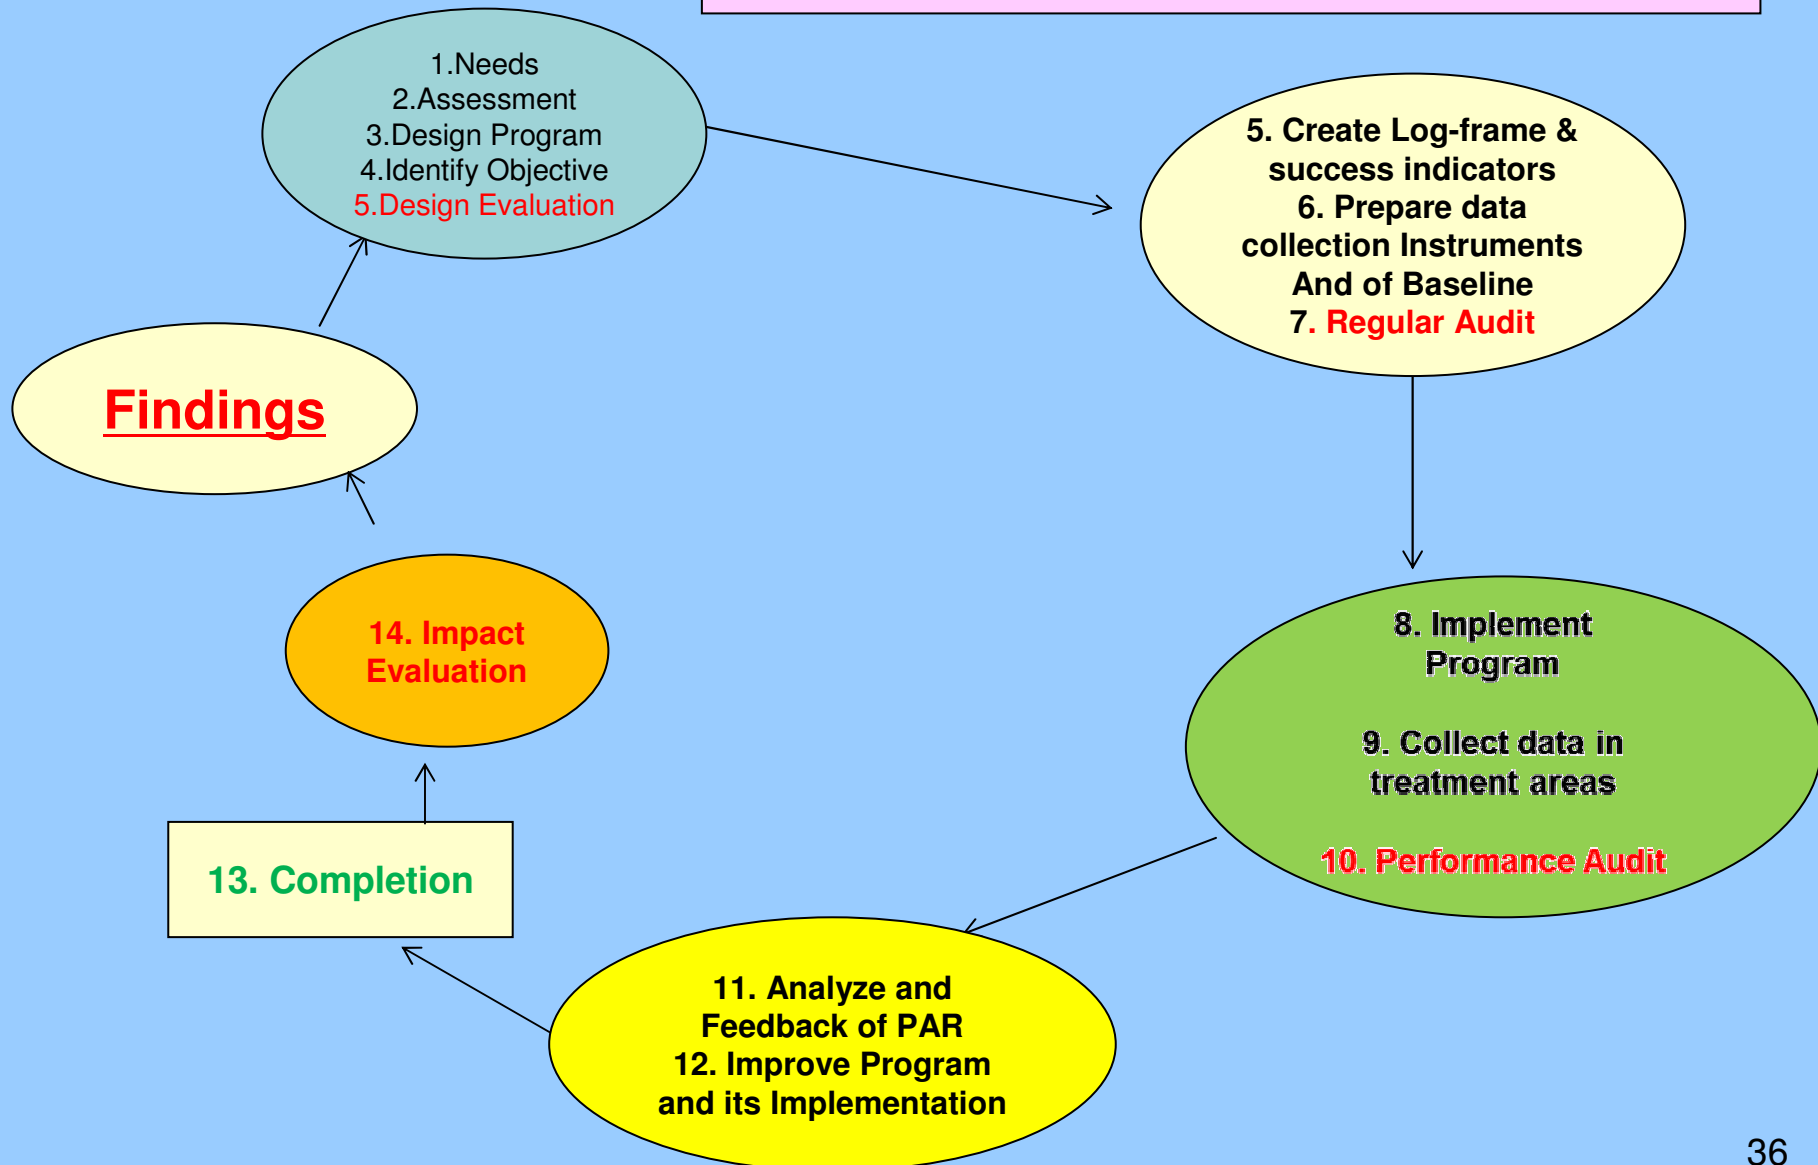 1.Needs
2.Assessment
3.Design Program
4.Identify Objective
5.Design Evaluation
5. Create Log-frame &
success indicators
6. Prepare data
collection Instruments
And of Baseline
7. Regular Audit
8. Implement
Program
9. Collect data in
treatment areas
10. Performance Audit
11. Analyze and
Feedback of PAR
12. Improve Program
and its Implementation
13. Completion
14. Impact
Evaluation
Findings
36